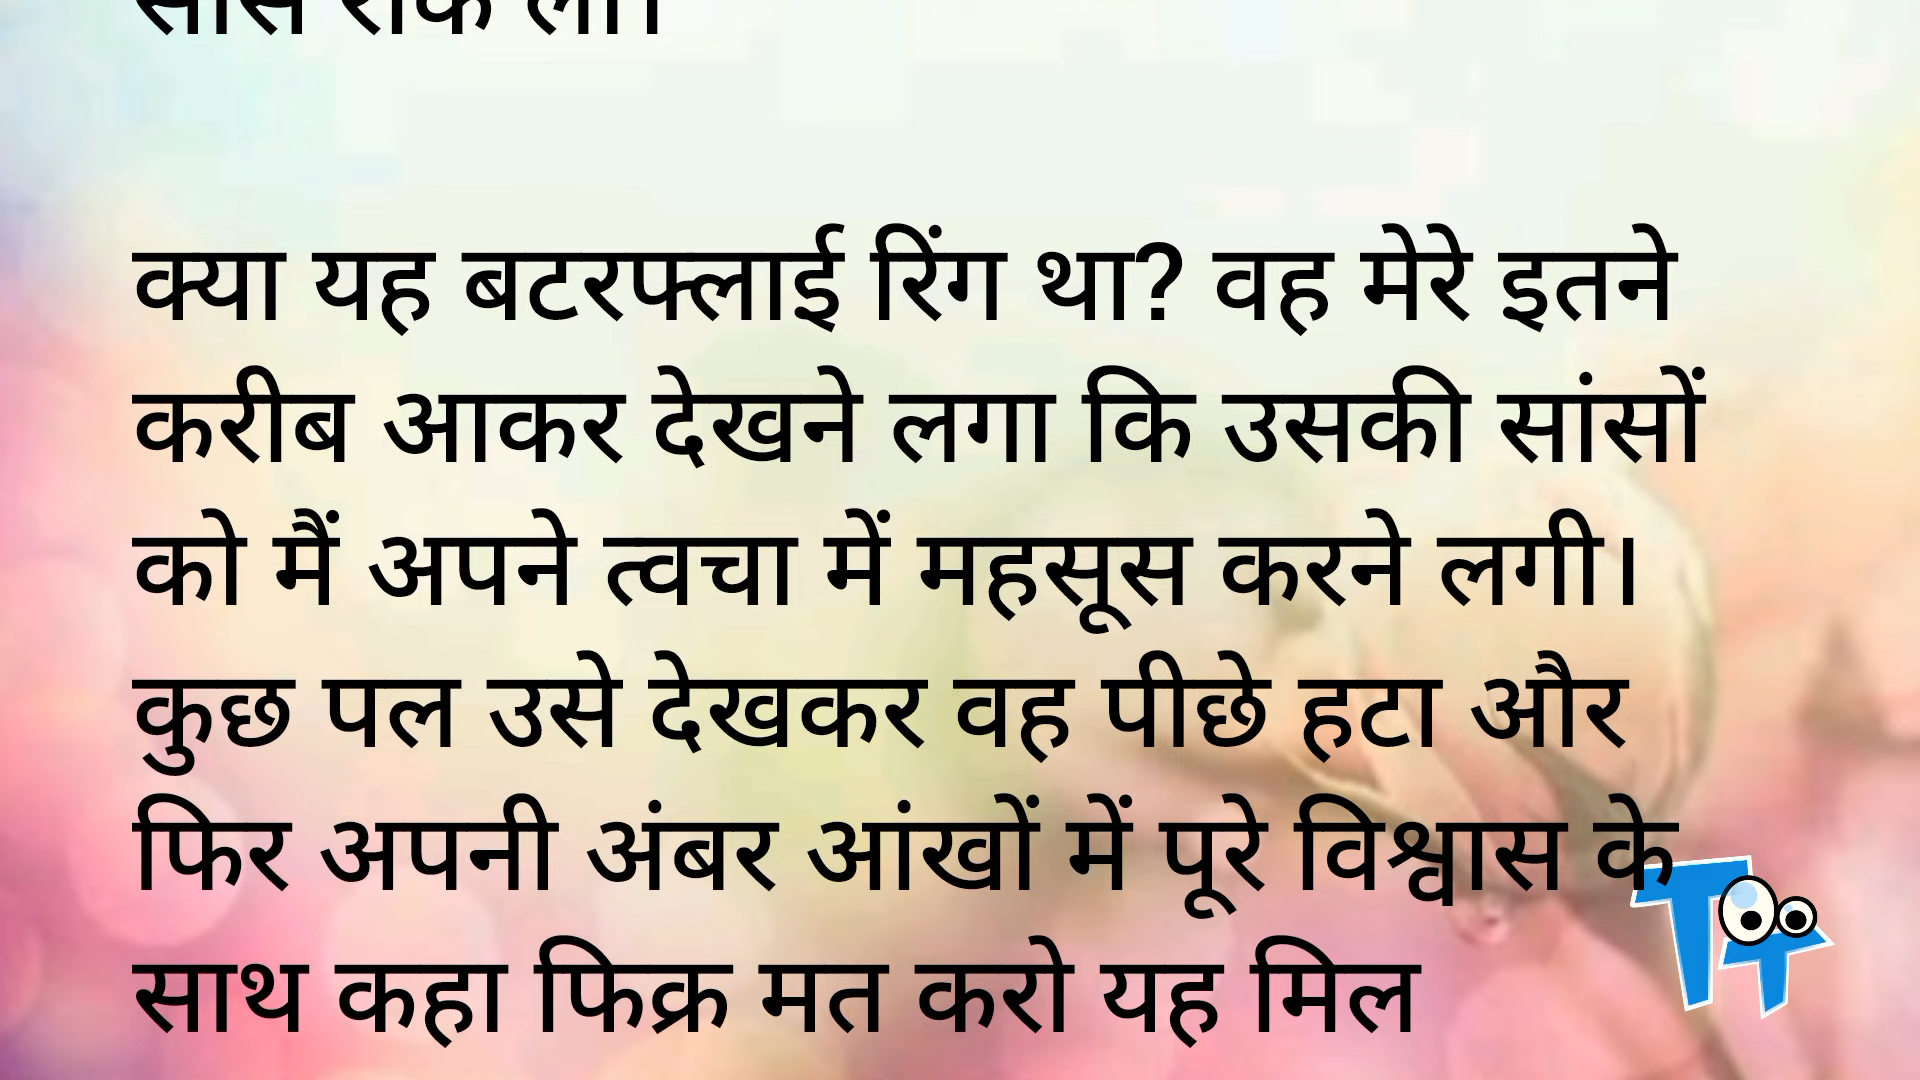 सांस रोक ली।
क्या यह बटरफ्लाई रिंग था? वह मेरे इतने
करीब आकर देखने लगा कि उसकी सांसों
को मैं अपने त्वचा में महसूस करने लगी।
कुछ पल उसे देखकर वह पीछे हटा और
फिर अपनी अंबर आंखों में पूरे विश्वास के
साथ कहा फिक्र मत करो यह मिल